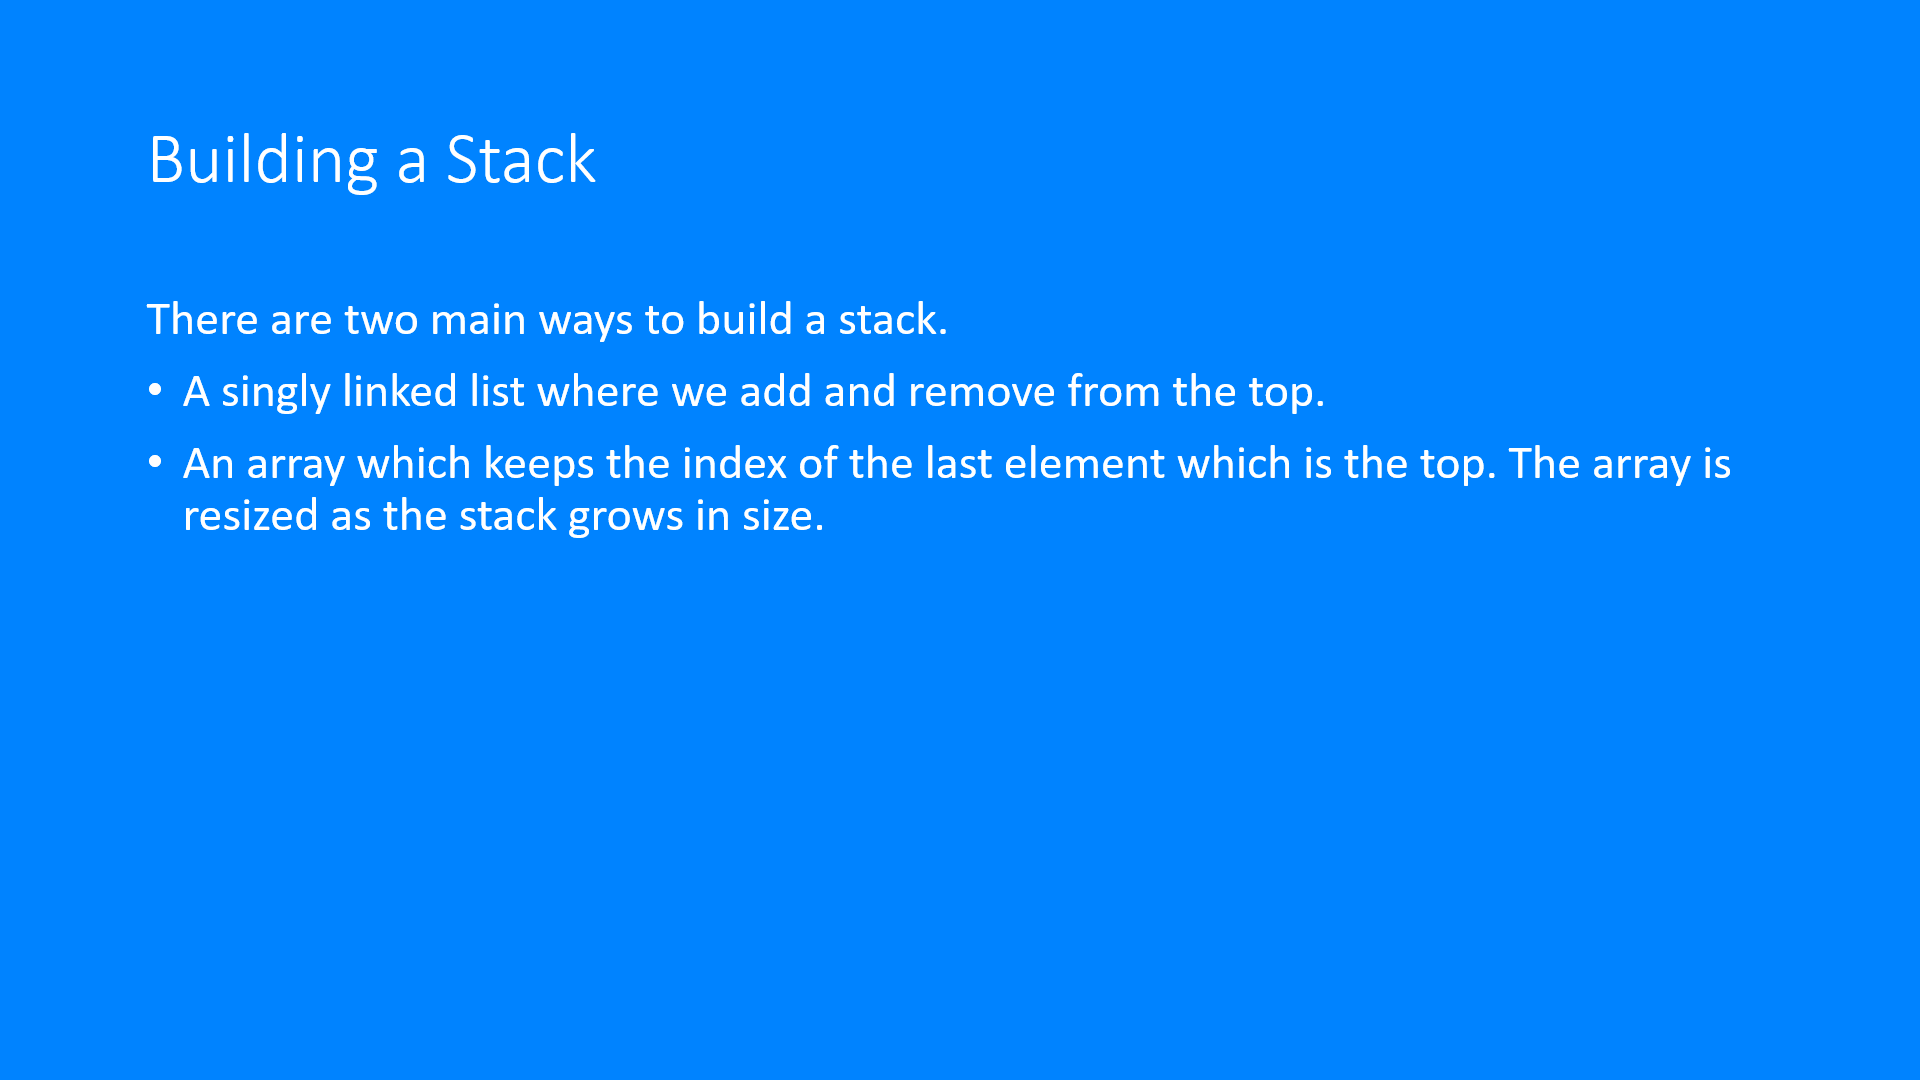 Building a Stack
There are two main ways to build a stack.
• A singly linked list where we add and remove from the top.
• An array which keeps the index of the last element which is the top. The array is
resized as the stack grows in size.